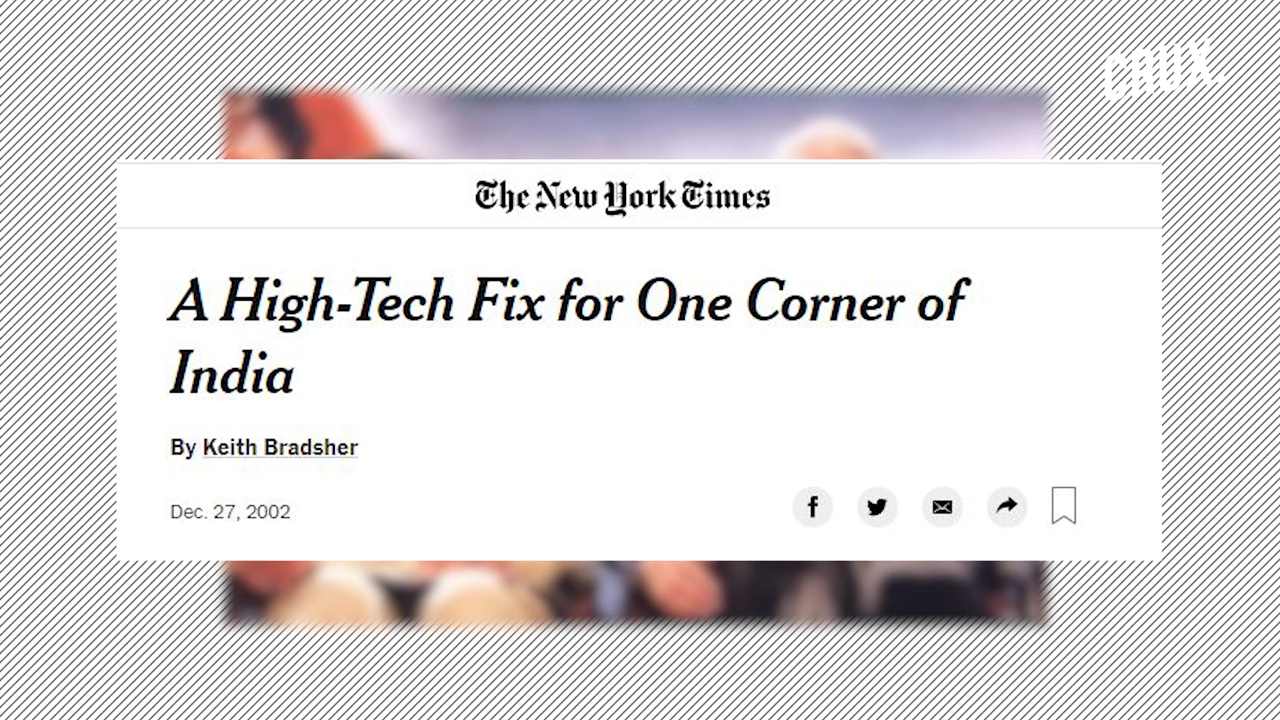 CRUX.
The New York Times
A High-Tech Fix for One Corner of
India
By Keith Bradsher
Dec. 27, 2002